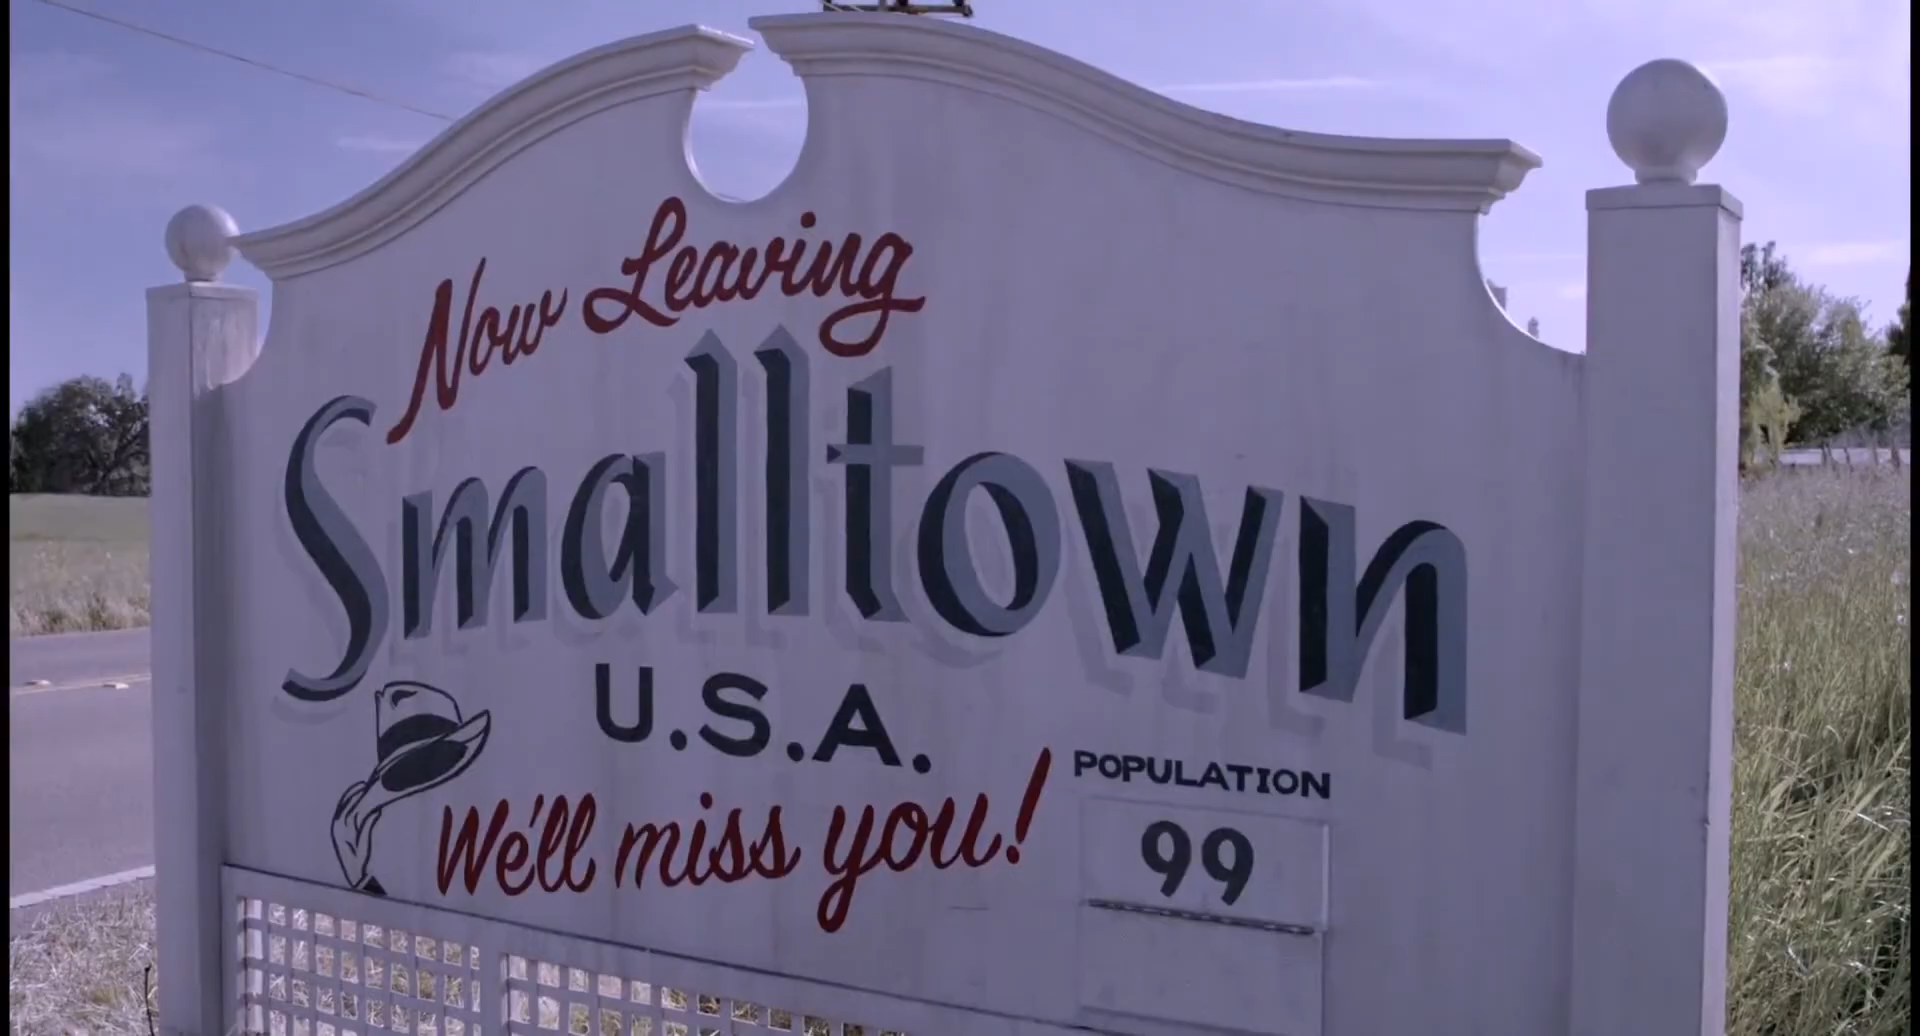 Now Leaving
Smalltown
U.S.A.
We'll miss you!
POPULATION
99